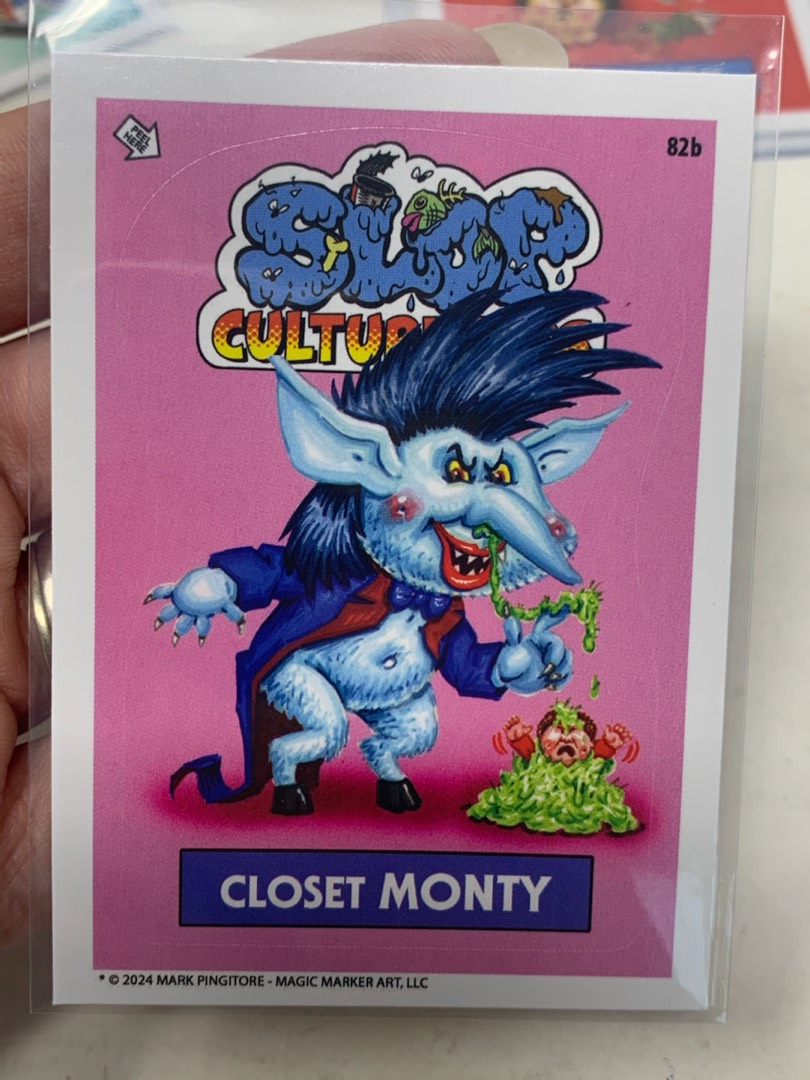 PEEL
HERE
82b
SLOP
CULTU
CLOSET MONTY
* © 2024 MARK PINGITORE - MAGIC MARKER ART, LLC